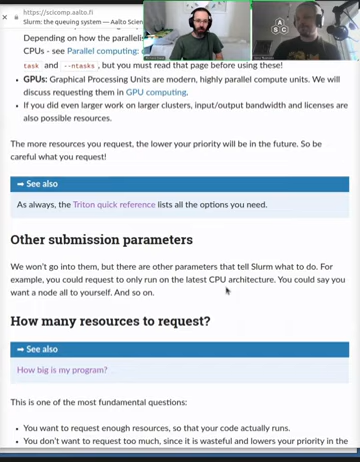 https://scicomp.aalto.fi
Slurm: the queuing system — Aalto Scien
Depending on how the paralleli
CPUs - see Parallel computing:
task and --ntasks , but you must read that page before using these!
• GPUs: Graphical Processing Units are modern, highly parallel compute units. We will
discuss requesting them in GPU computing.
• If you did even larger work on larger clusters, input/output bandwidth and licenses are
also possible resources.
The more resources you request, the lower your priority will be in the future. So be
careful what you request!
➡ See also
As always, the Triton quick reference lists all the options you need.
Other submission parameters
We won't go into them, but there are other parameters that tell Slurm what to do. For
example, you could request to only run on the latest CPU architecture. You could say you
want a node all to yourself. And so on.
How many resources to request?
➡ See also
How big is my program?
This is one of the most fundamental questions:
• You want to request enough resources, so that your code actually runs.
• You don't want to request too much, since it is wasteful and lowers your priority in the